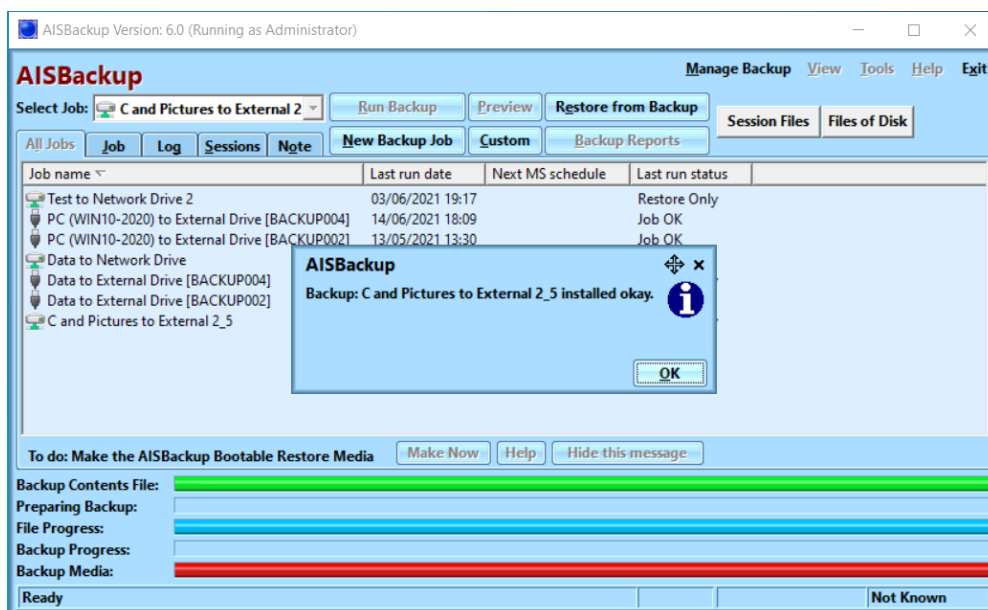 AISBackup Version: 6.0 (Running as Administrator)
AISBackup
Manage Backup View Tools Help Exit
Select Job: C and Pictures to External 2 Run Backup Preview Restore from Backup Session Files Files of Disk
All Jobs Job Log Sessions Note New Backup Job Custom Backup Reports
Job name Last run date Next MS schedule Last run status
Test to Network Drive 2 03/06/2021 19:17 Restore Only
PC (WIN10-2020) to External Drive [BACKUP004] 14/06/2021 18:09 Job OK
PC (WIN10-2020) to External Drive [BACKUP002] 13/05/2021 13:30 Job OK
Data to Network Drive
Data to External Drive [BACKUP004]
Data to External Drive [BACKUP002]
C and Pictures to External 2_5
AISBackup
Backup: C and Pictures to External 2_5 installed okay.
OK
To do: Make the AISBackup Bootable Restore Media Make Now Help Hide this message
Backup Contents File:
Preparing Backup:
File Progress:
Backup Progress:
Backup Media:
Ready Not Known